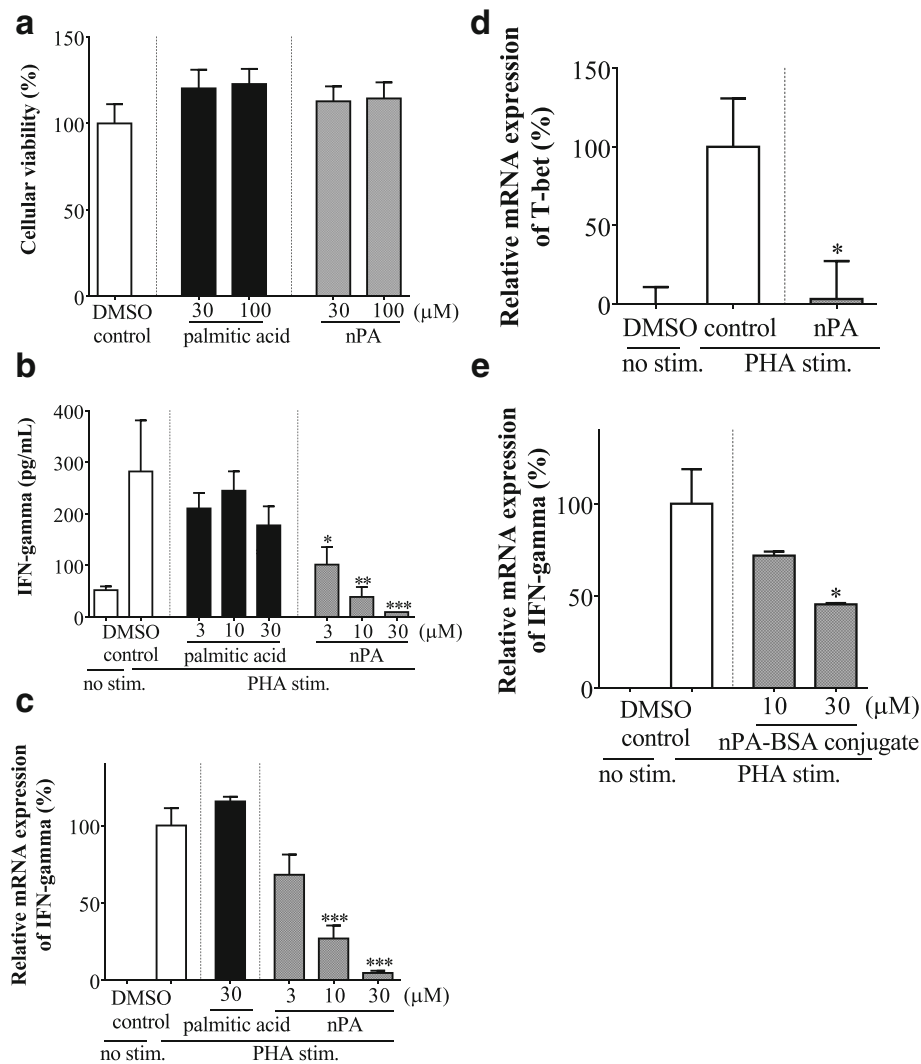 a
Cellular viability (%)
150
100
50
0
DMSO
control
30 100 30 100 (μM)
palmitic acid nPA
b
IFN-gamma (pg/mL)
400
300
200
100
0
* ** ***
DMSO
control
3 10 30 3 10 30 (μM)
palmitic acid nPA
no stim. PHA stim.
c
Relative mRNA expression
of IFN-gamma (%)
100
50
0
*** ***
DMSO
control
30 3 10 30 (μM)
palmitic acid nPA
no stim. PHA stim.
d
Relative mRNA expression
of T-bet (%)
150
100
50
0
*
DMSO control nPA
no stim. PHA stim.
e
Relative mRNA expression
of IFN-gamma (%)
100
50
0
*
DMSO
control
10 30 (μM)
nPA-BSA conjugate
no stim. PHA stim.